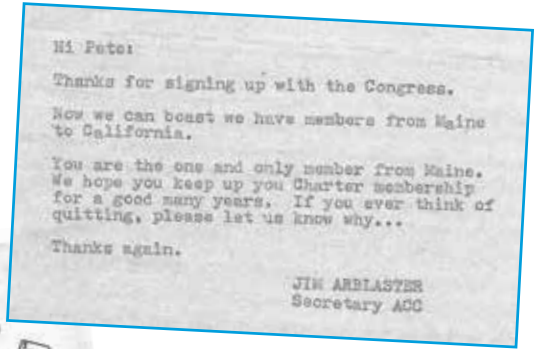 Hi Pete:
Thanks for signing up with the Congress.
Now we can boast we have members from Maine
to California.
You are the one and only member from Maine.
We hope you keep up you Charter membership
for a good many years. If you ever think of
quitting, please let us know why...
Thanks again.
JIM ARBLASTER
Secretary ACC